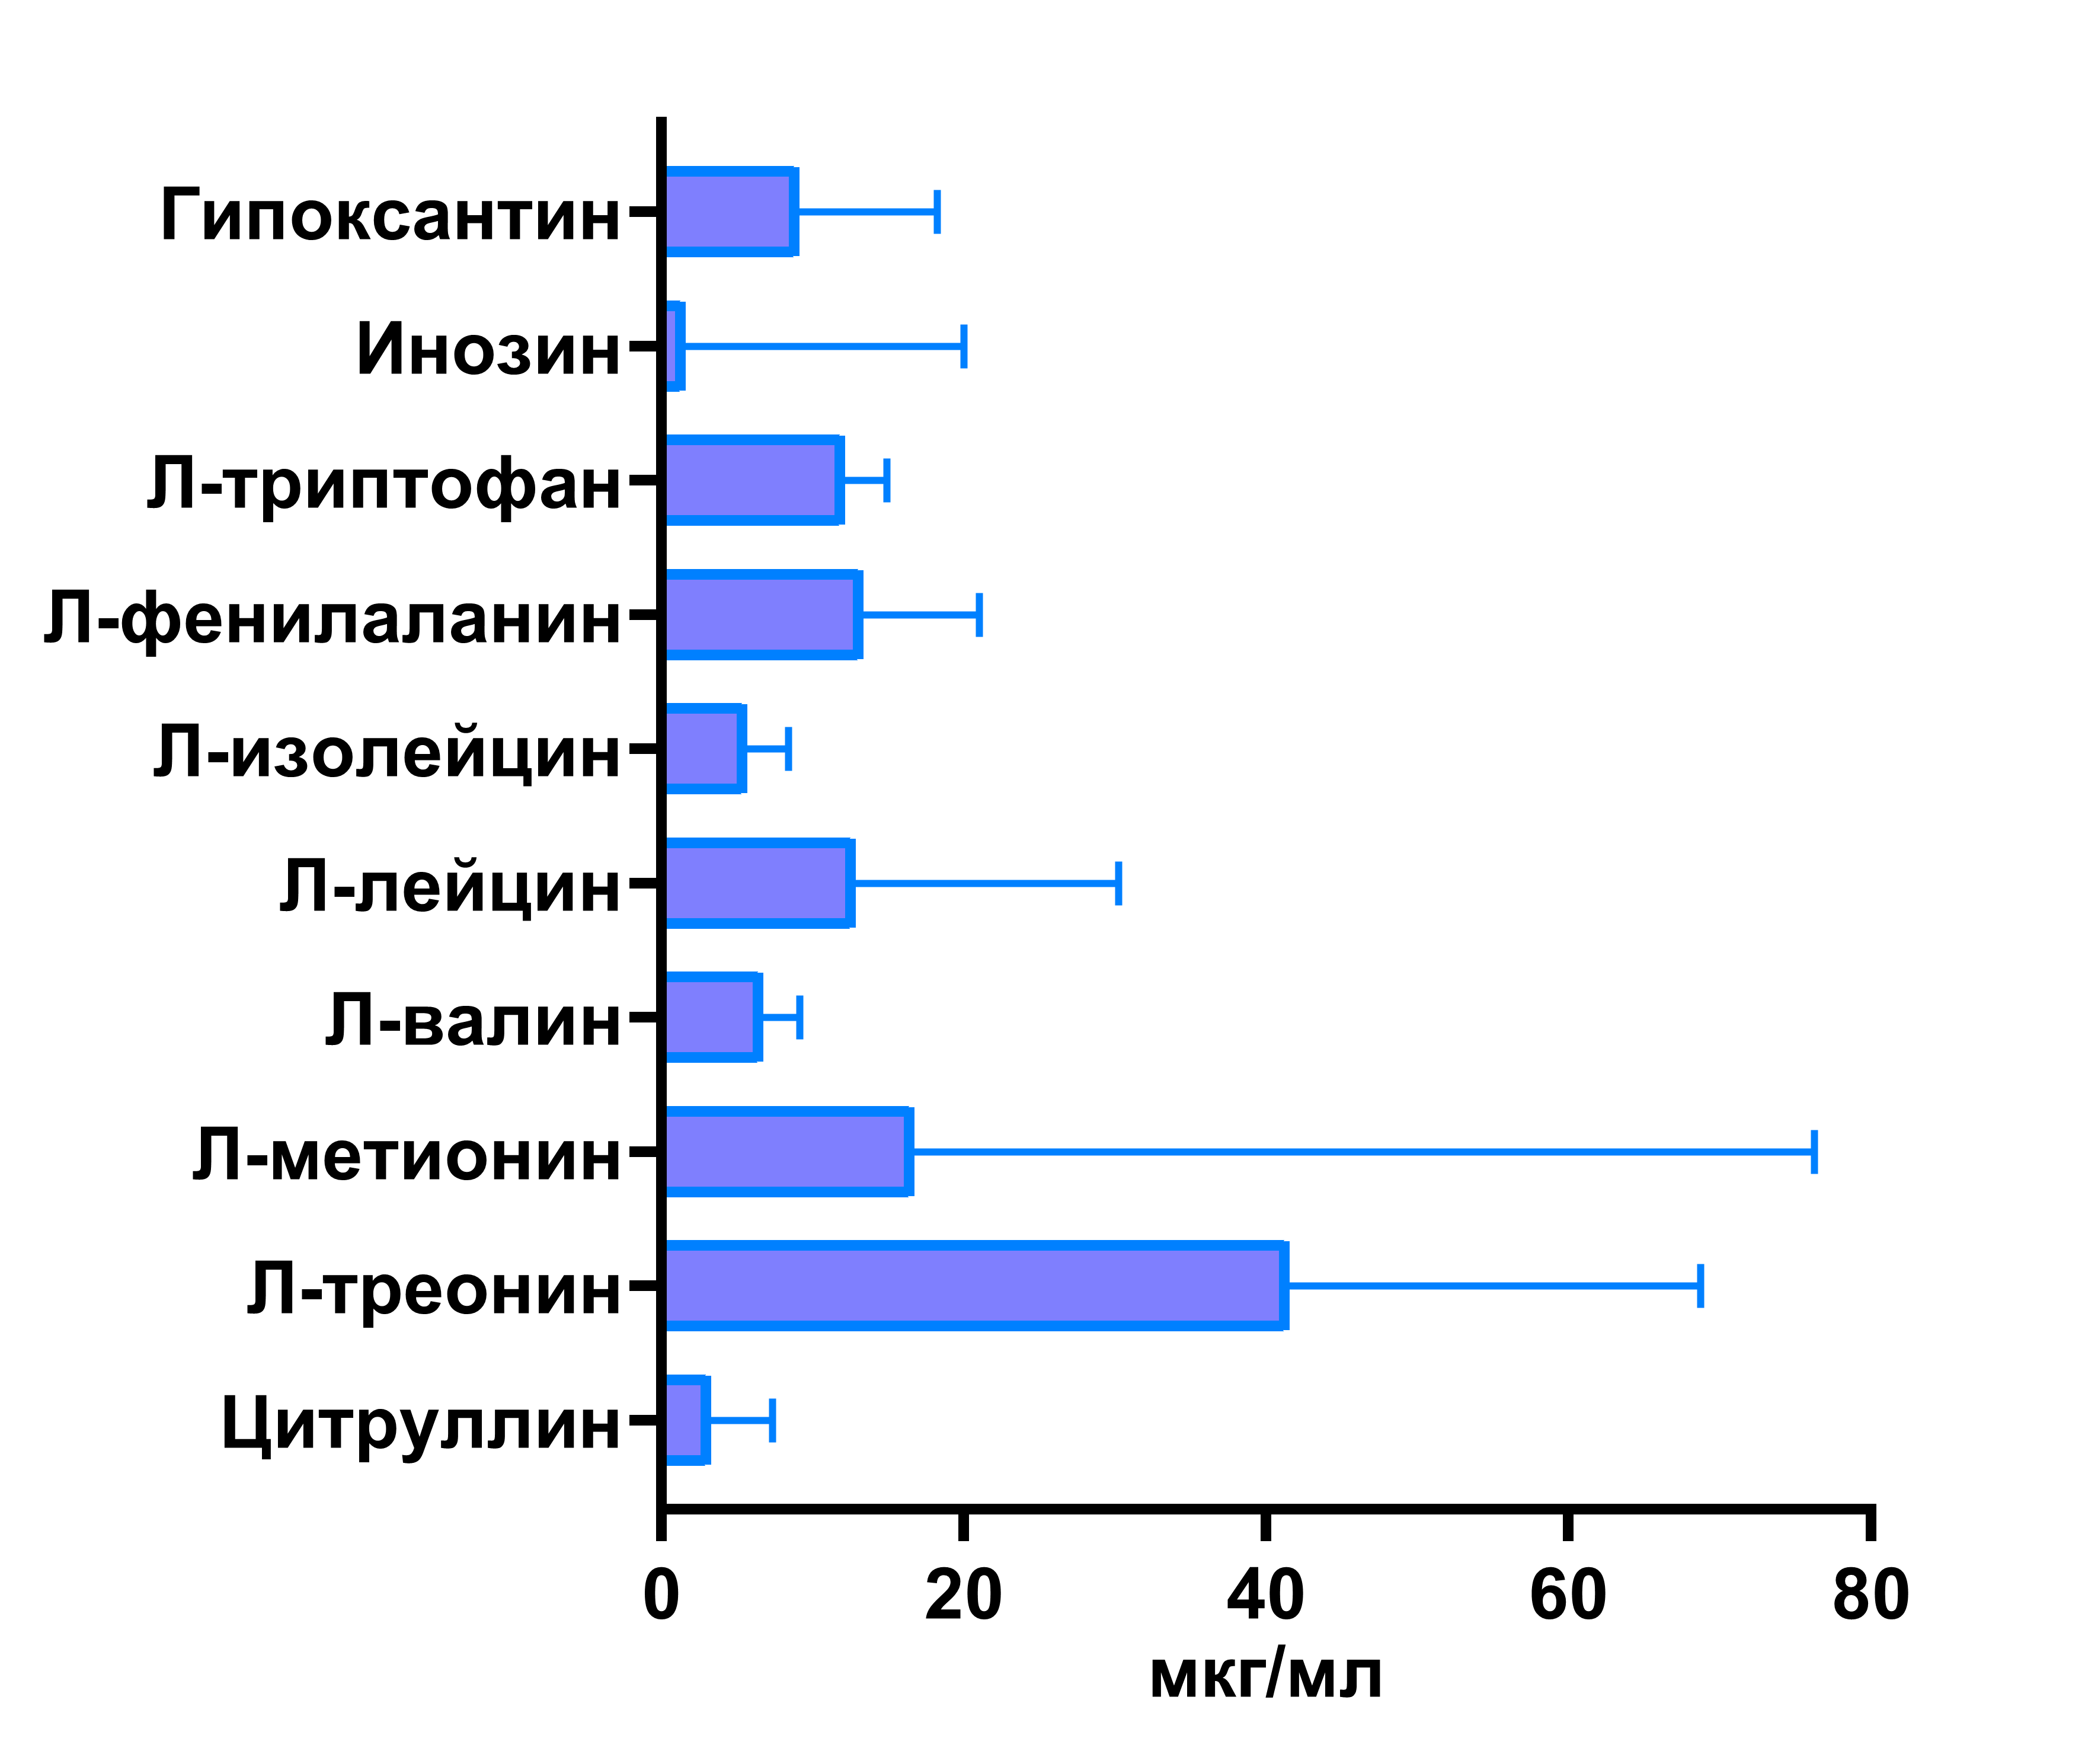 Гипоксантин
Инозин
Л-триптофан
Л-фенилаланин
Л-изолейцин
Л-лейцин
Л-валин
Л-метионин
Л-треонин
Цитруллин
0 20 40 60 80
мкг/мл